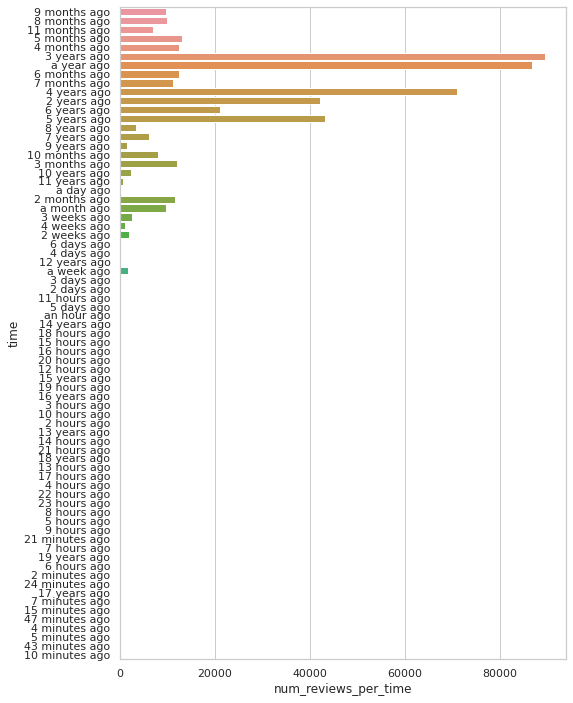 9 months ago
8 months ago
11 months ago
5 months ago
4 months ago
3 years ago
a year ago
6 months ago
7 months ago
4 years ago
2 years ago
6 years ago
5 years ago
8 years ago
7 years ago
9 years ago
10 months ago
3 months ago
10 years ago
11 years ago
a day ago
2 months ago
a month ago
3 weeks ago
4 weeks ago
2 weeks ago
6 days ago
4 days ago
12 years ago
a week ago
3 days ago
2 days ago
11 hours ago
5 days ago
an hour ago
14 years ago
18 hours ago
15 hours ago
16 hours ago
20 hours ago
12 hours ago
15 years ago
19 hours ago
16 years ago
3 hours ago
10 hours ago
2 hours ago
13 years ago
14 hours ago
21 hours ago
18 years ago
13 hours ago
17 hours ago
4 hours ago
22 hours ago
23 hours ago
8 hours ago
5 hours ago
9 hours ago
21 minutes ago
7 hours ago
19 years ago
6 hours ago
2 minutes ago
24 minutes ago
17 years ago
7 minutes ago
15 minutes ago
47 minutes ago
4 minutes ago
5 minutes ago
43 minutes ago
10 minutes ago
time
0 20000 40000 60000 80000
num_reviews_per_time